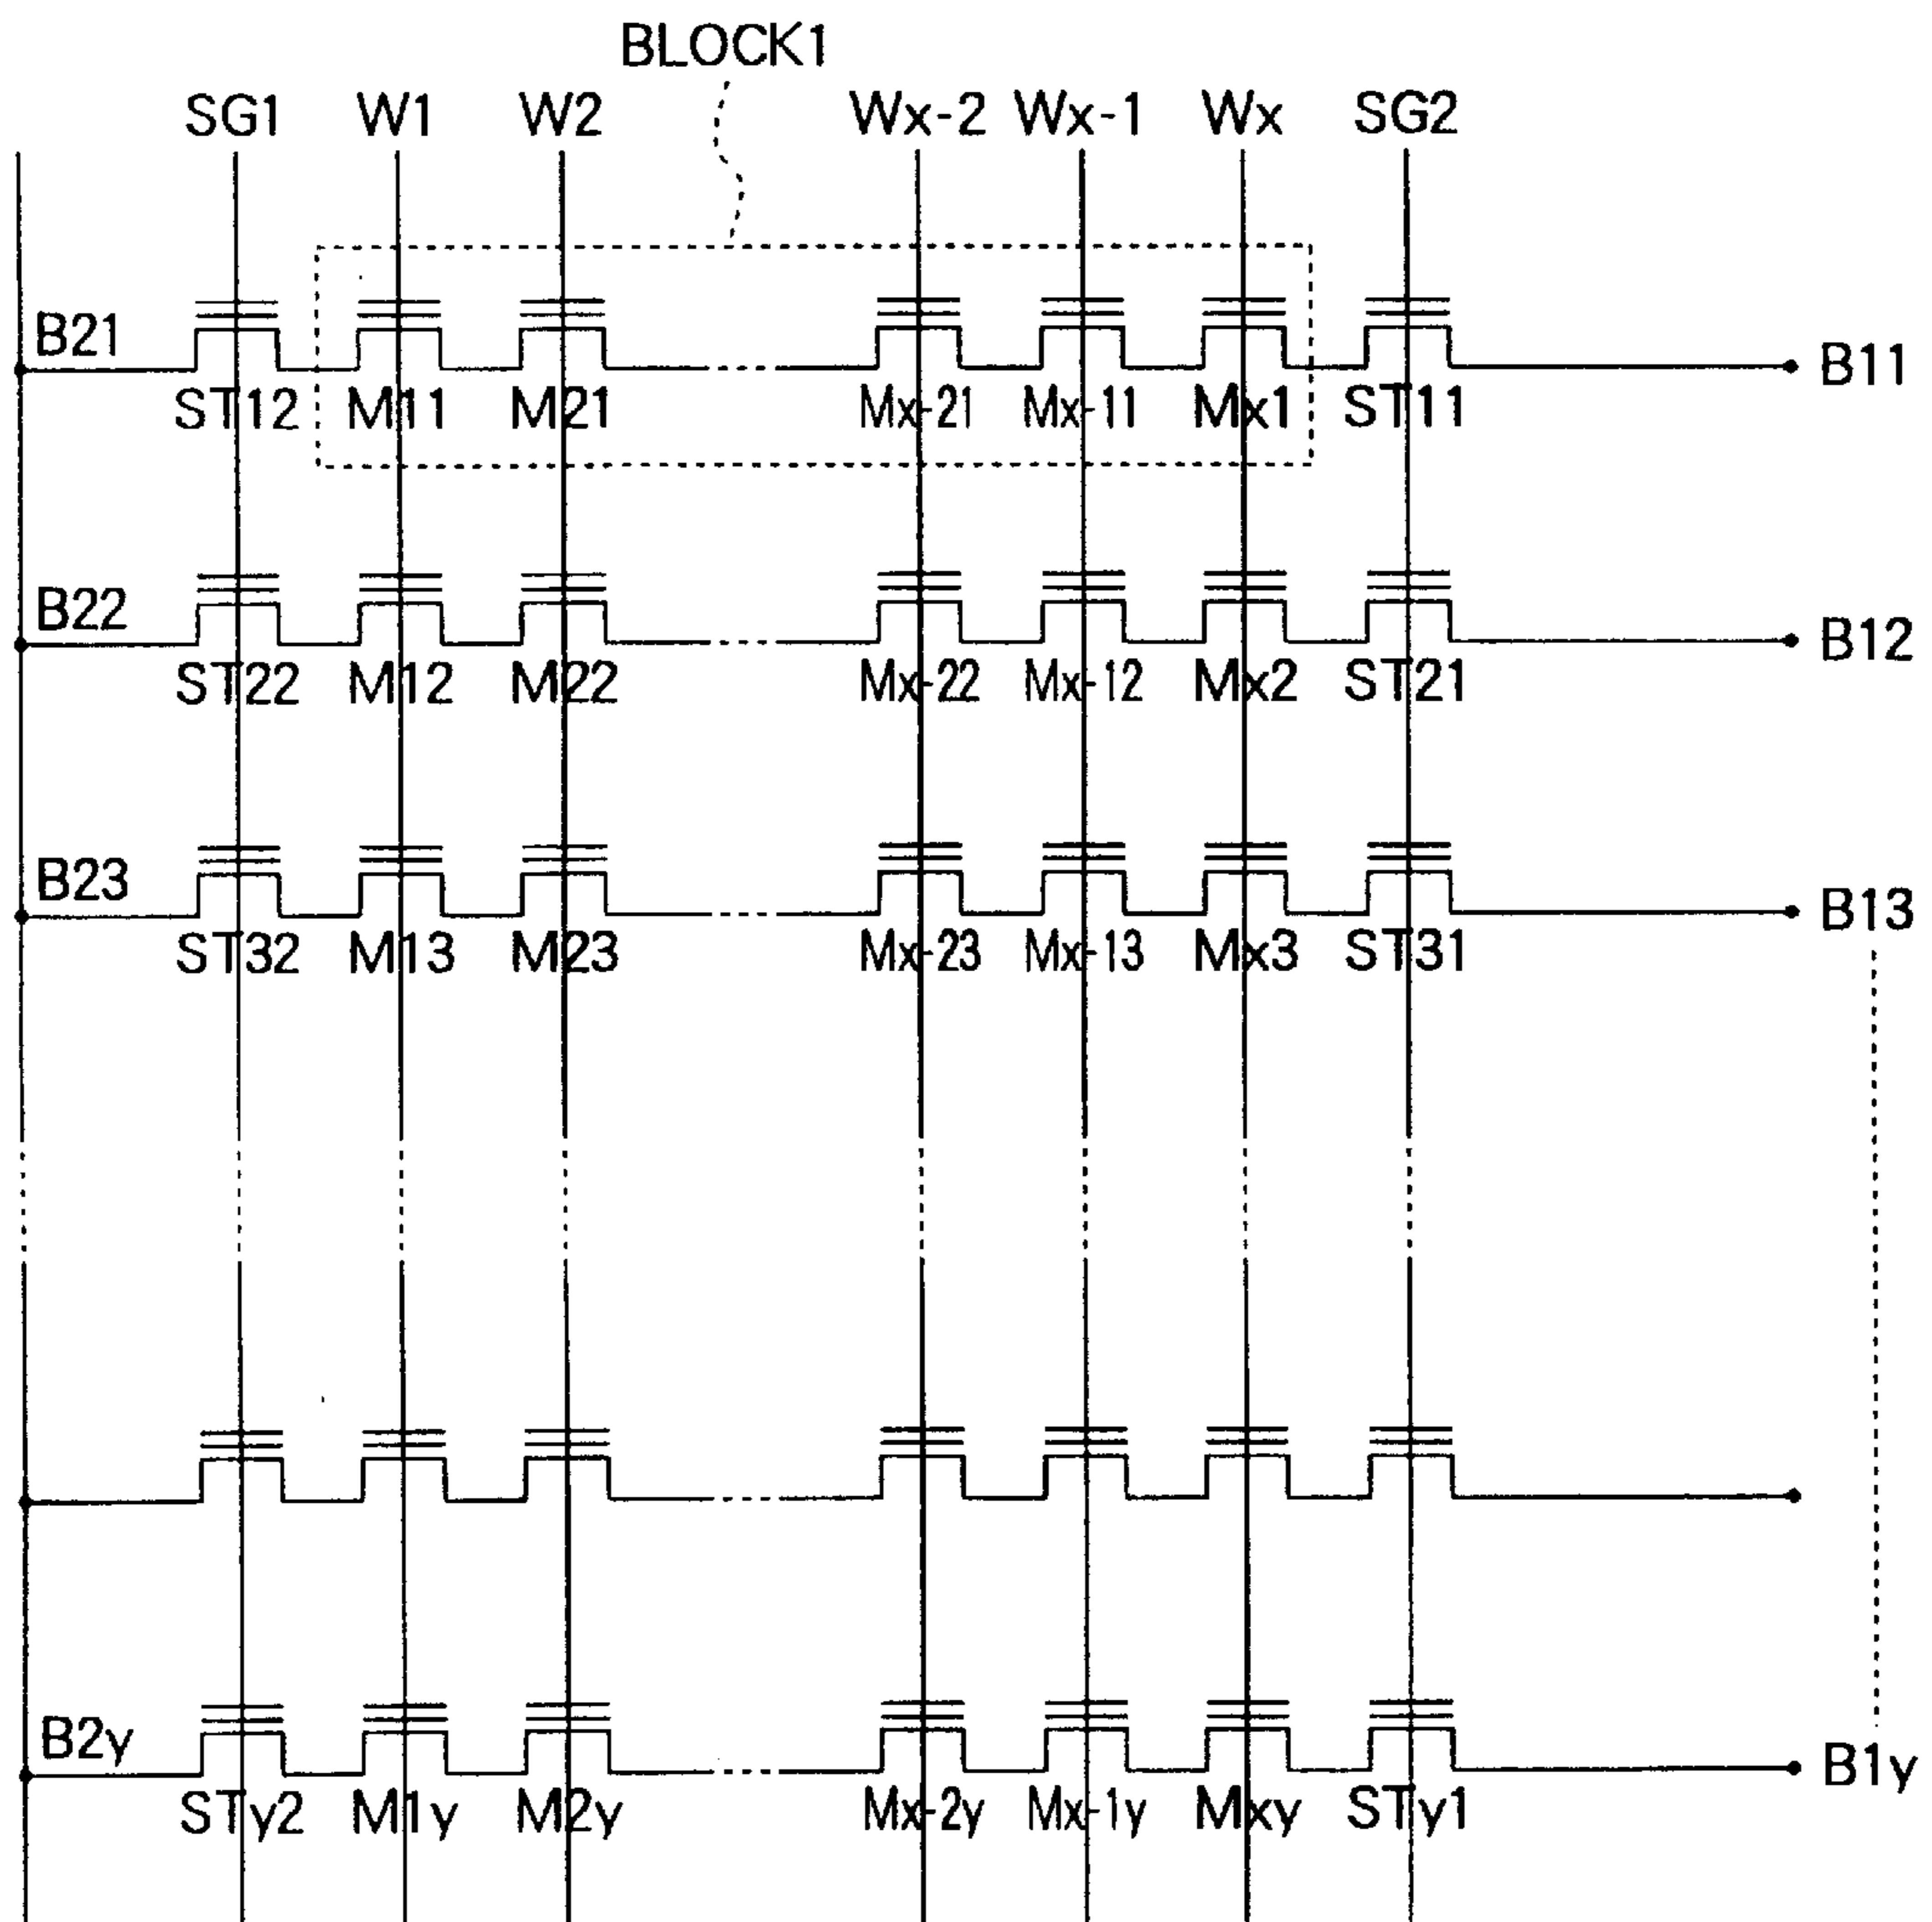 BLOCK1
SG1 W1 W2 Wx-2 Wx-1 Wx SG2
B21 B11
ST12 M11 M21 Mx-21 Mx-11 Mx1 ST11
B22 B12
ST22 M12 M22 Mx-22 Mx-12 Mx2 ST21
B23 B13
ST32 M13 M23 Mx-23 Mx-13 Mx3 ST31
B2y B1y
STy2 M1y M2y Mx-2y Mx-1y Mxy STy1